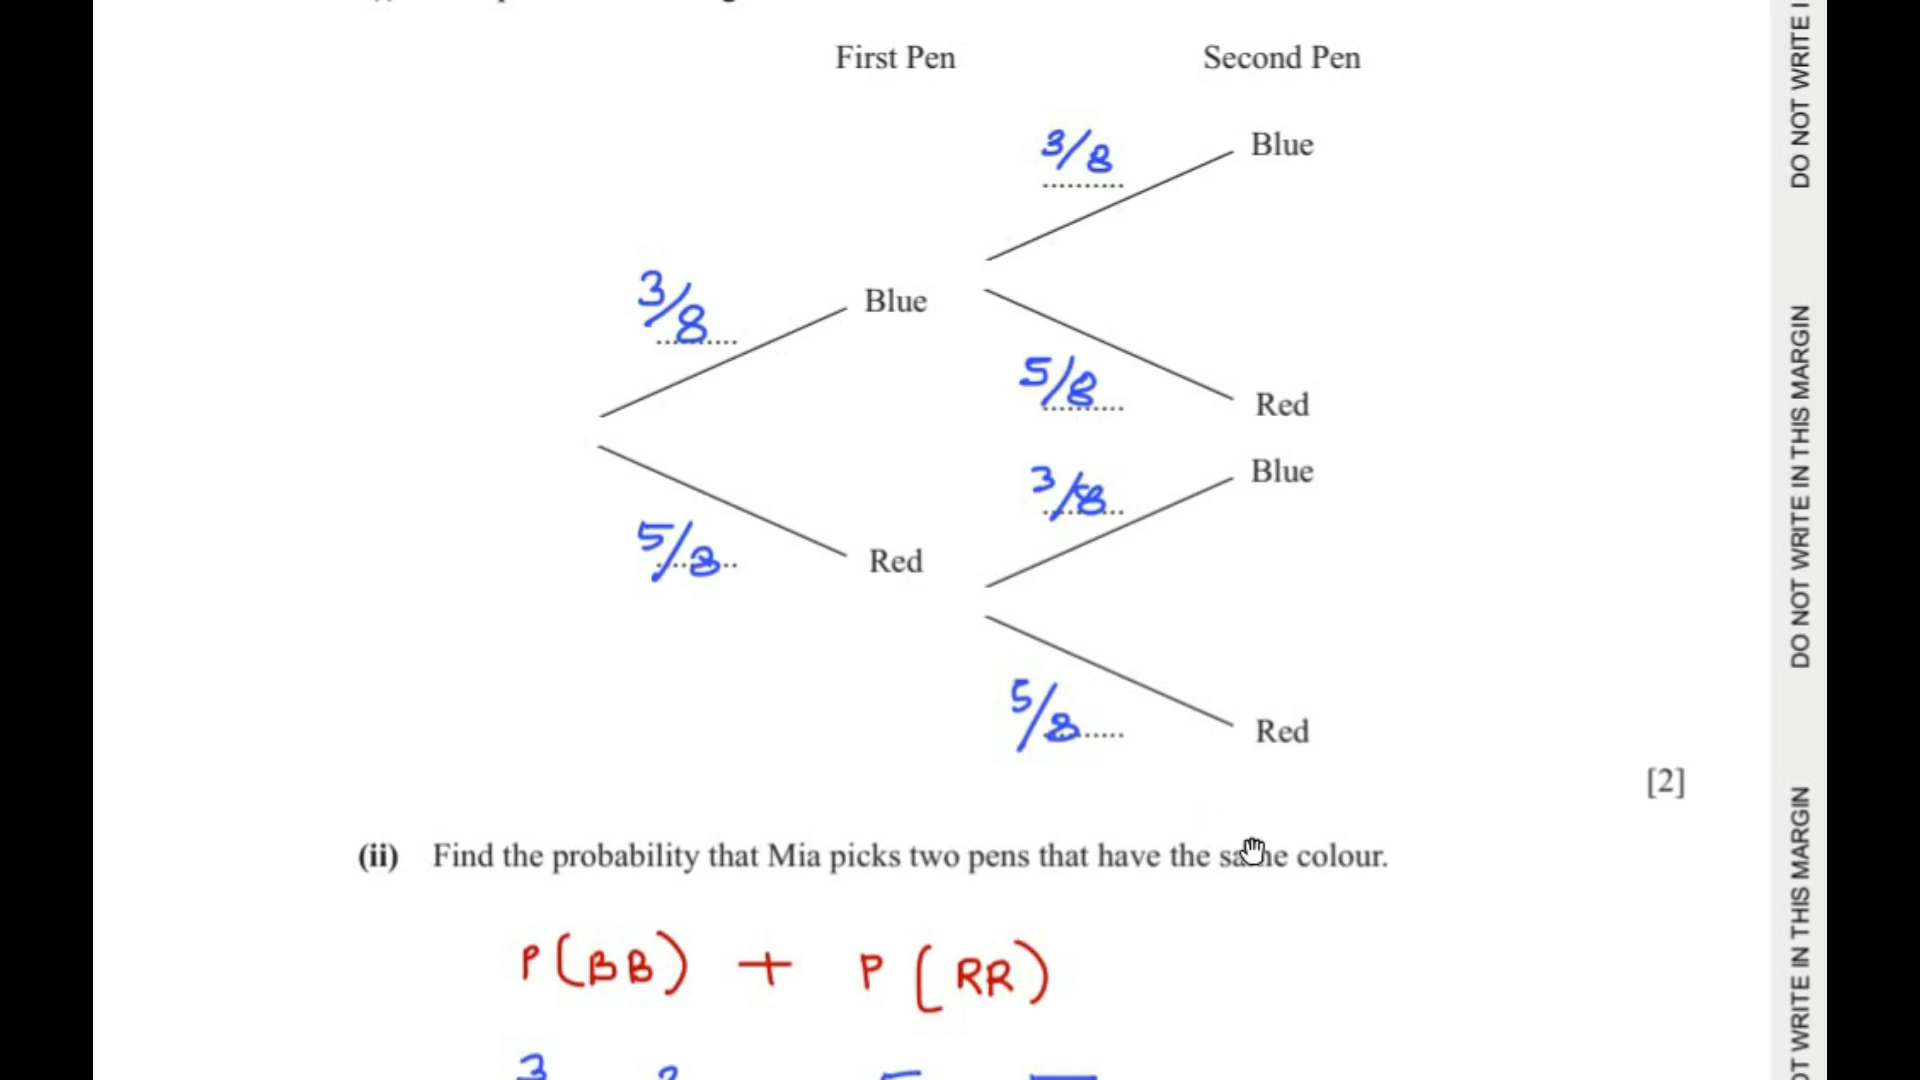 First Pen Second Pen
3/8 Blue
3/8 Blue
5/8 Red
3/8 Blue
5/8 Red
5/8 Red
[2]
(ii) Find the probability that Mia picks two pens that have the same colour.
P(BB) + P(RR)
DO NOT WRITE I
DO NOT WRITE IN THIS MARGIN
OT WRITE IN THIS MARGIN